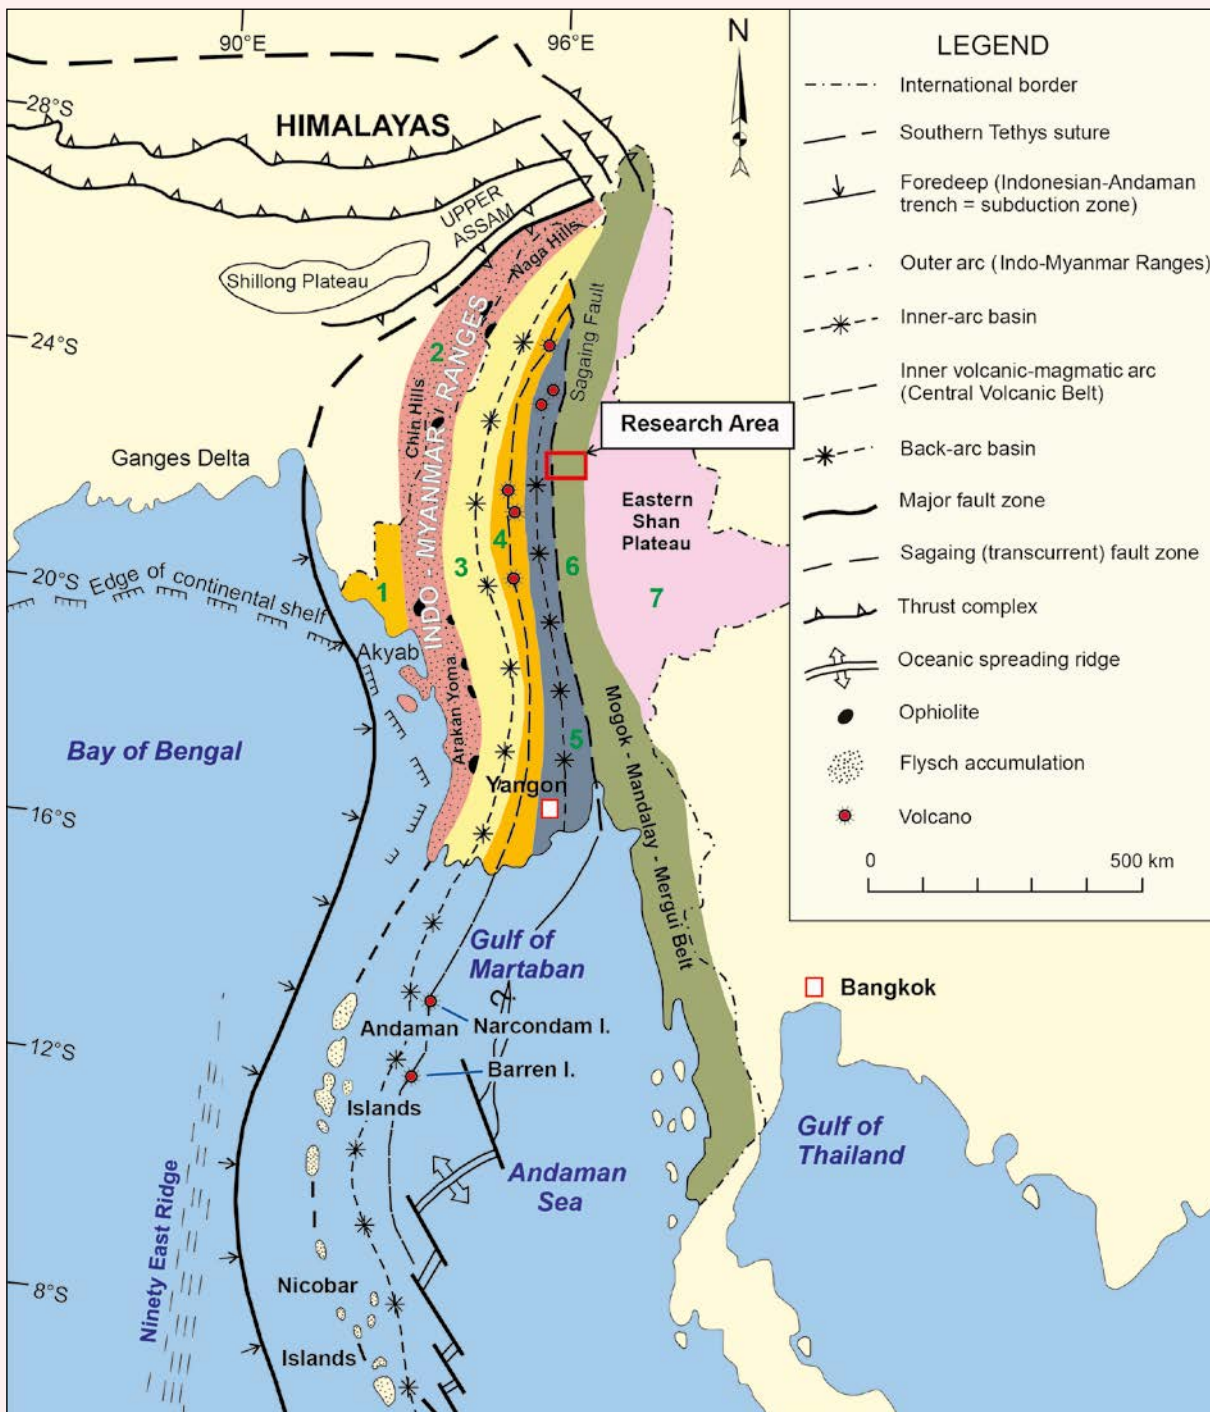 90°E
96°E
N
28°S
HIMALAYAS
UPPER
ASSAM
Naga Hills
Shillong Plateau
24°S
2
INDO - MYANMAR RANGES
Chin Hills
Sagaing Fault
Research Area
Ganges Delta
Eastern
Shan
Plateau
20°S
Edge of continental shelf
1
3
4
6
7
Akyab
Arakan Yoma
Bay of Bengal
5
Yangon
Mogok - Mandalay - Mergui Belt
16°S
Gulf of
Martaban
?
Bangkok
Andaman
Narcondam I.
12°S
Barren I.
Islands
Gulf of
Thailand
Andaman
Sea
Ninety East Ridge
Nicobar
8°S
Islands
LEGEND
International border
Southern Tethys suture
Foredeep (Indonesian-Andaman
trench = subduction zone)
Outer arc (Indo-Myanmar Ranges)
Inner-arc basin
Inner volcanic-magmatic arc
(Central Volcanic Belt)
Back-arc basin
Major fault zone
Sagaing (transcurrent) fault zone
Thrust complex
Oceanic spreading ridge
Ophiolite
Flysch accumulation
Volcano
0 500 km